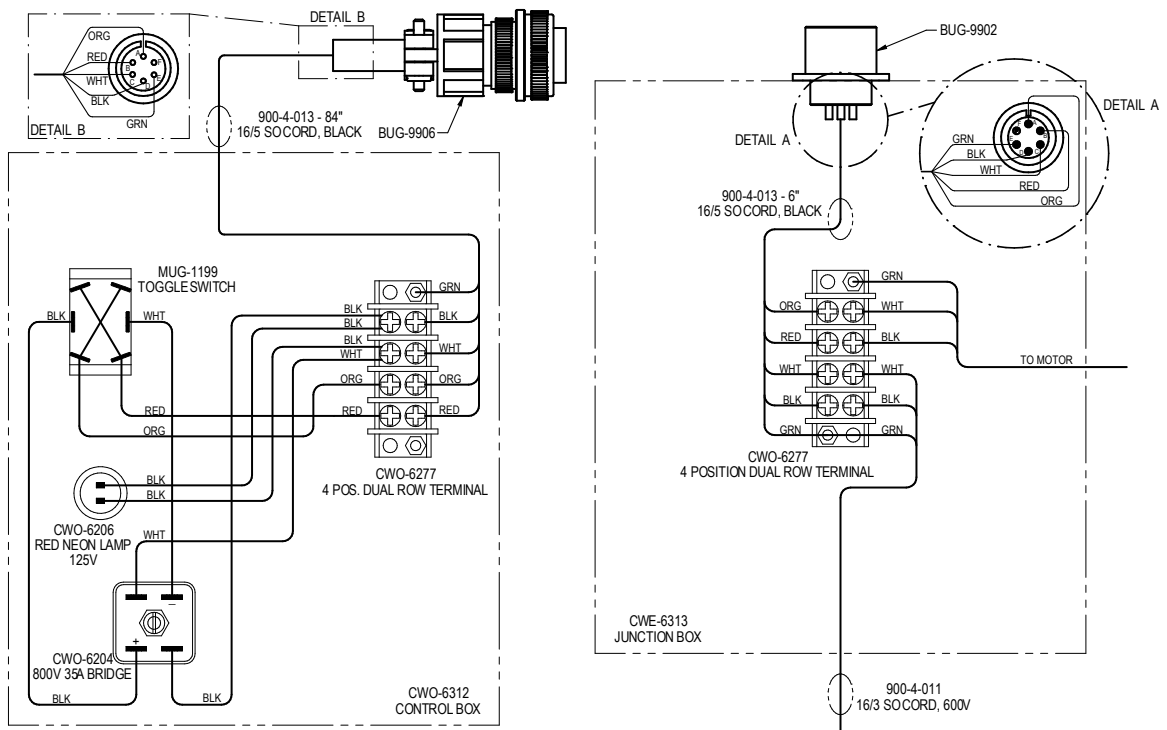 DETAIL B
ORG
RED
WHT
BLK
GRN
A
B
C
D
E
F
DETAIL B
900-4-013 - 84"
16/5 SO CORD, BLACK
BUG-9906
MUG-1199
TOGGLE SWITCH
BLK
WHT
BLK
BLK
BLK
WHT
ORG
RED
GRN
BLK
WHT
ORG
RED
RED
ORG
CWO-6277
4 POS. DUAL ROW TERMINAL
BLK
BLK
CWO-6206
RED NEON LAMP
125V
WHT
–
+
CWO-6204
800V 35A BRIDGE
BLK
BLK
CWO-6312
CONTROL BOX
BUG-9902
DETAIL A
DETAIL A
GRN
BLK
WHT
RED
ORG
F
A
E
B
D
C
900-4-013 - 6"
16/5 SO CORD, BLACK
GRN
ORG
WHT
RED
BLK
TO MOTOR
WHT
WHT
BLK
BLK
GRN
GRN
CWO-6277
4 POSITION DUAL ROW TERMINAL
CWE-6313
JUNCTION BOX
900-4-011
16/3 SO CORD, 600V